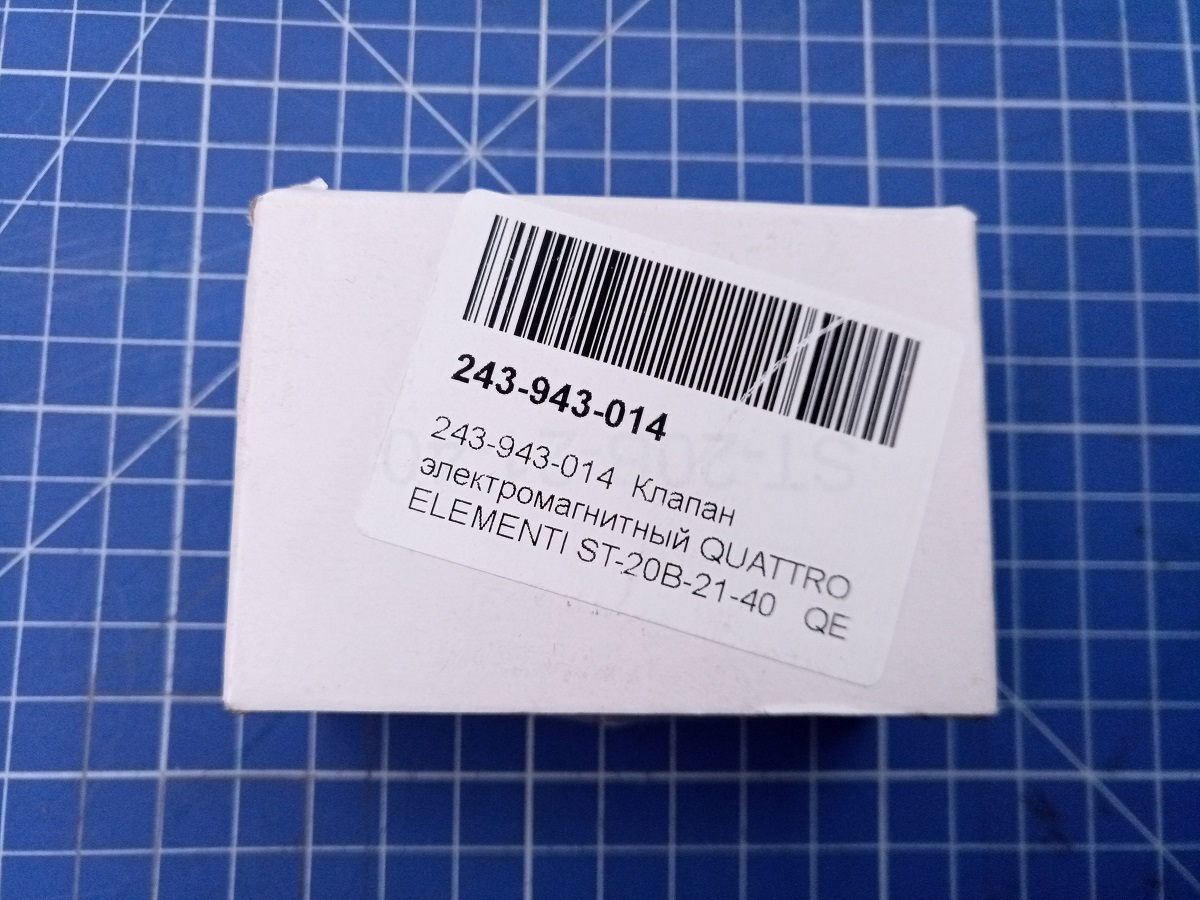 243-943-014
243-943-014 Клапан
электромагнитный QUATTRO
ELEMENTI ST-20B-21-40 QE